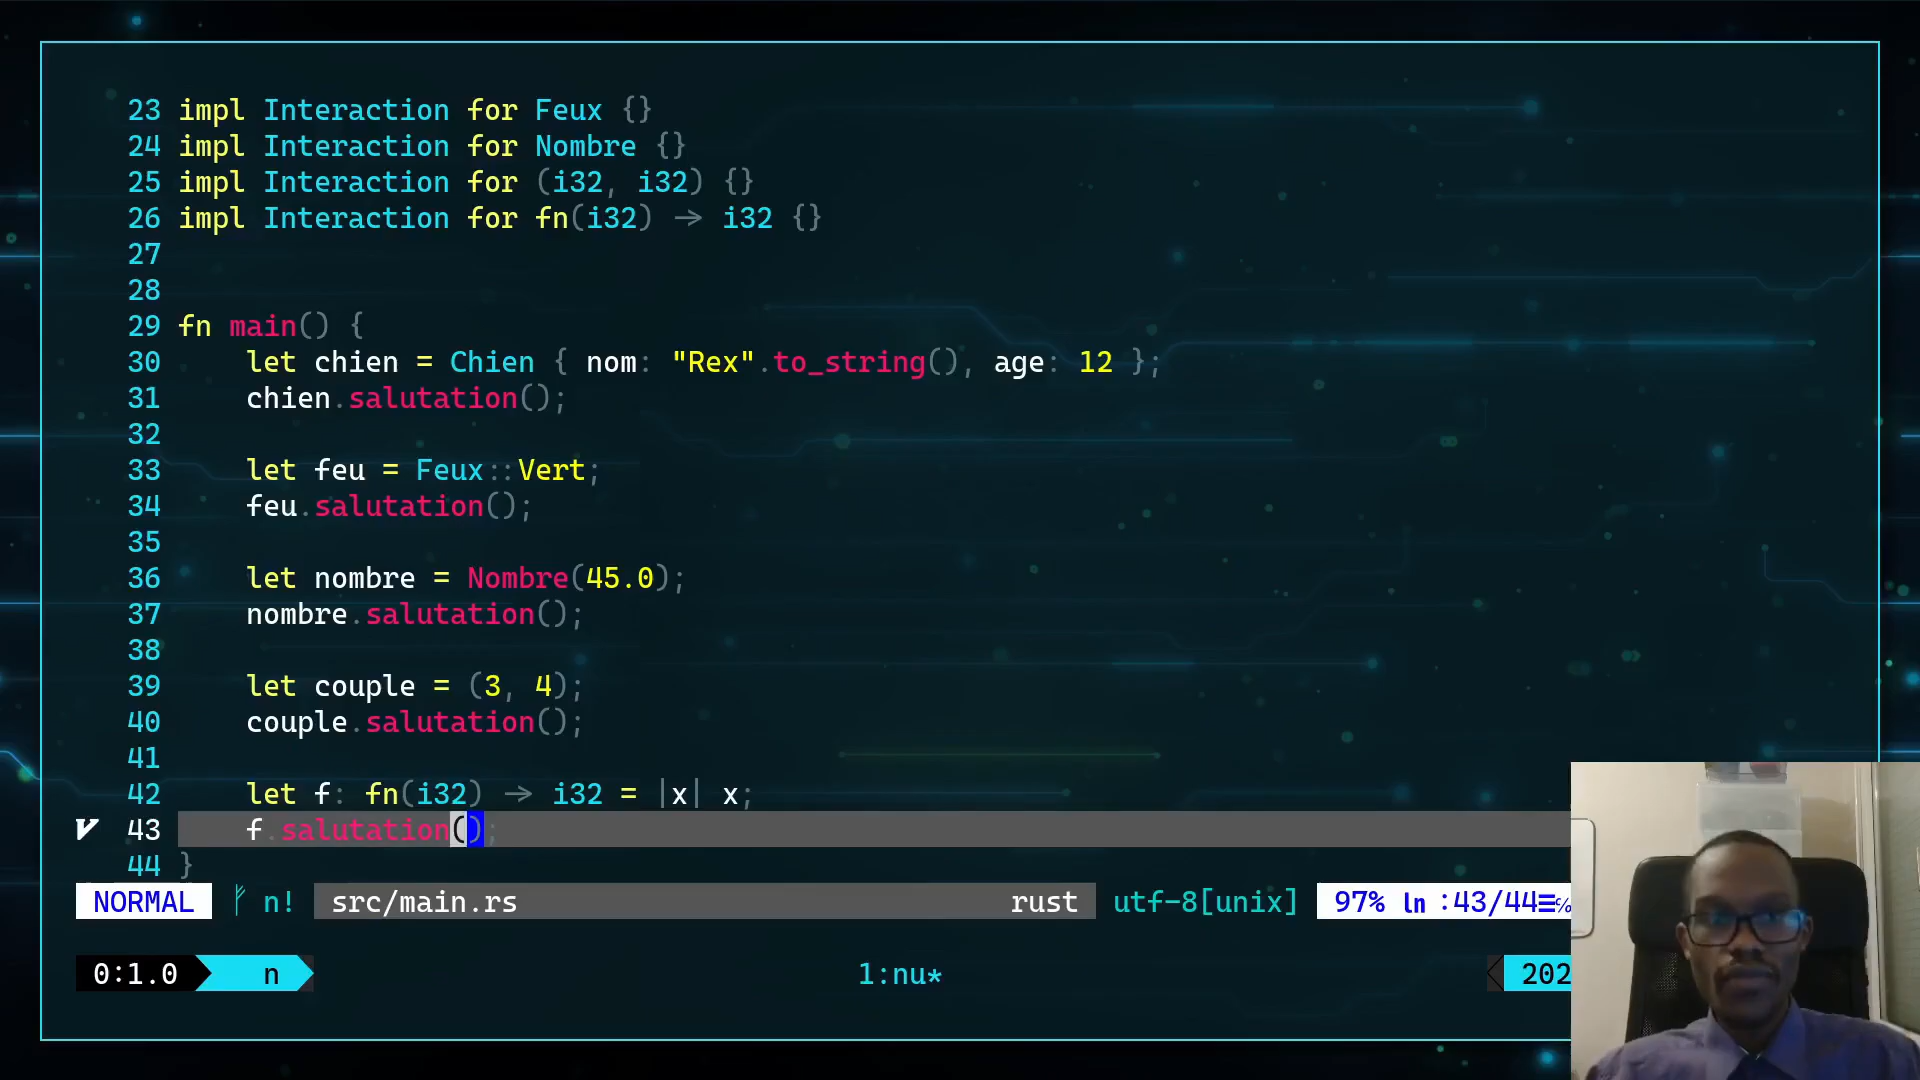 23 impl Interaction for Feux {}
24 impl Interaction for Nombre {}
25 impl Interaction for (i32, i32) {}
26 impl Interaction for fn(i32) -> i32 {}
27
28
29 fn main() {
30     let chien = Chien { nom: "Rex".to_string(), age: 12 };
31     chien.salutation();
32
33     let feu = Feux::Vert;
34     feu.salutation();
35
36     let nombre = Nombre(45.0);
37     nombre.salutation();
38
39     let couple = (3, 4);
40     couple.salutation();
41
42     let f: fn(i32) -> i32 = |x| x;
V 43     f.salutation();
44 }
NORMAL n! src/main.rs rust utf-8[unix] 97% ln :43/44≡℅
0:1.0 n 1:nu* 202